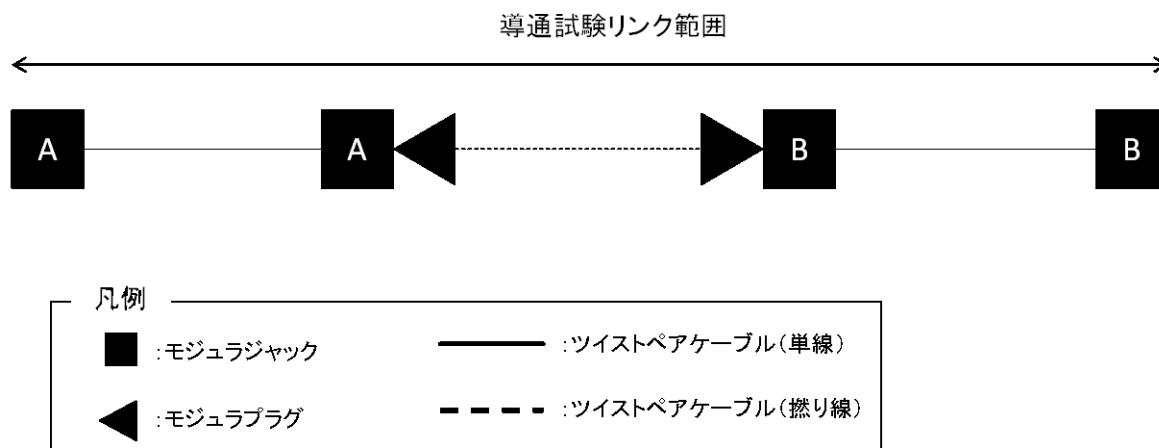 導通試験リンク範囲
A A B B
凡例
:モジュラジャック :ツイストペアケーブル(単線)
:モジュラプラグ :ツイストペアケーブル(撚り線)